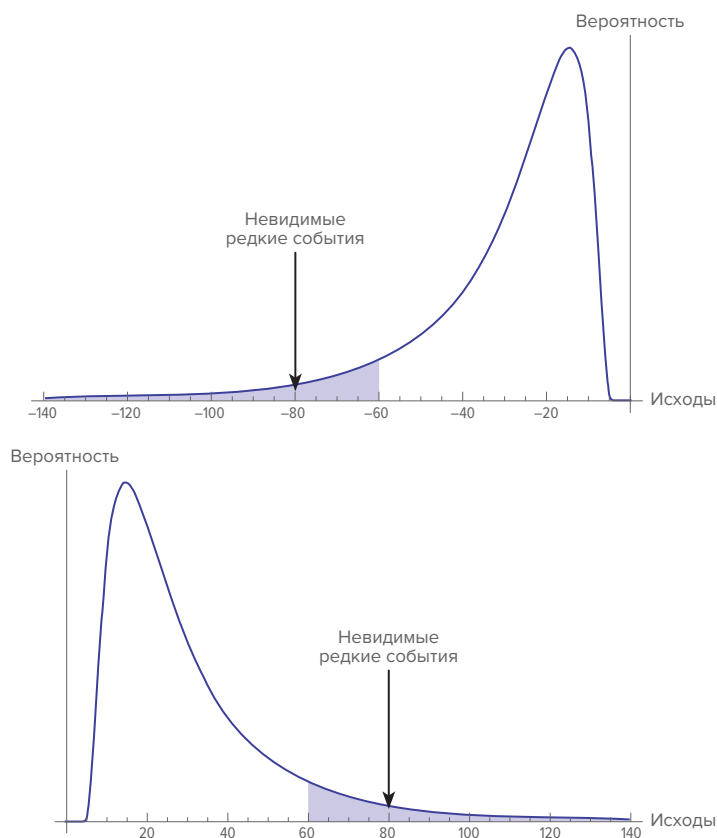 Вероятность
Невидимые
редкие события
Исходы
−140 −120 −100 −80 −60 −40 −20
Вероятность
Невидимые
редкие события
Исходы
20 40 60 80 100 120 140